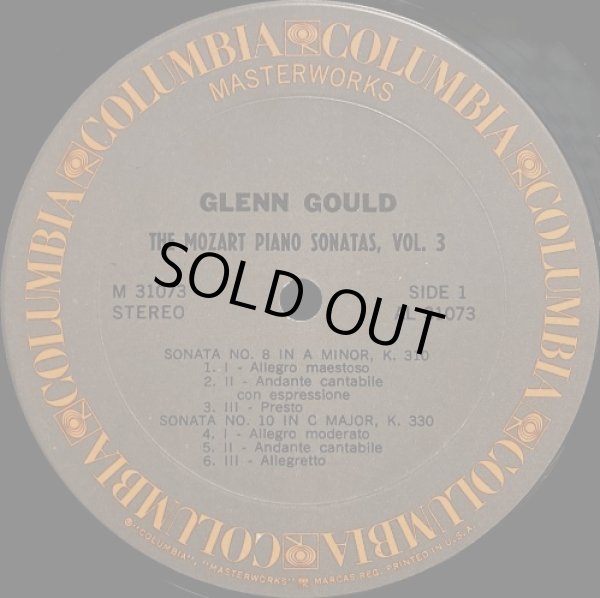 COLUMBIA COLUMBIA COLUMBIA COLUMBIA COLUMBIA COLUMBIA
MASTERWORKS
GLENN GOULD
THE MOZART PIANO SONATAS, VOL. 3
SOLD OUT
M 31073 SIDE 1
STEREO AL 31073
SONATA NO. 8 IN A MINOR, K. 310
1. I - Allegro maestoso
2. II - Andante cantabile
con espressione
3. III - Presto
SONATA NO. 10 IN C MAJOR, K. 330
4. I - Allegro moderato
5. II - Andante cantabile
6. III - Allegretto
®"COLUMBIA", "MASTERWORKS" MARCAS REG. PRINTED IN U.S.A.